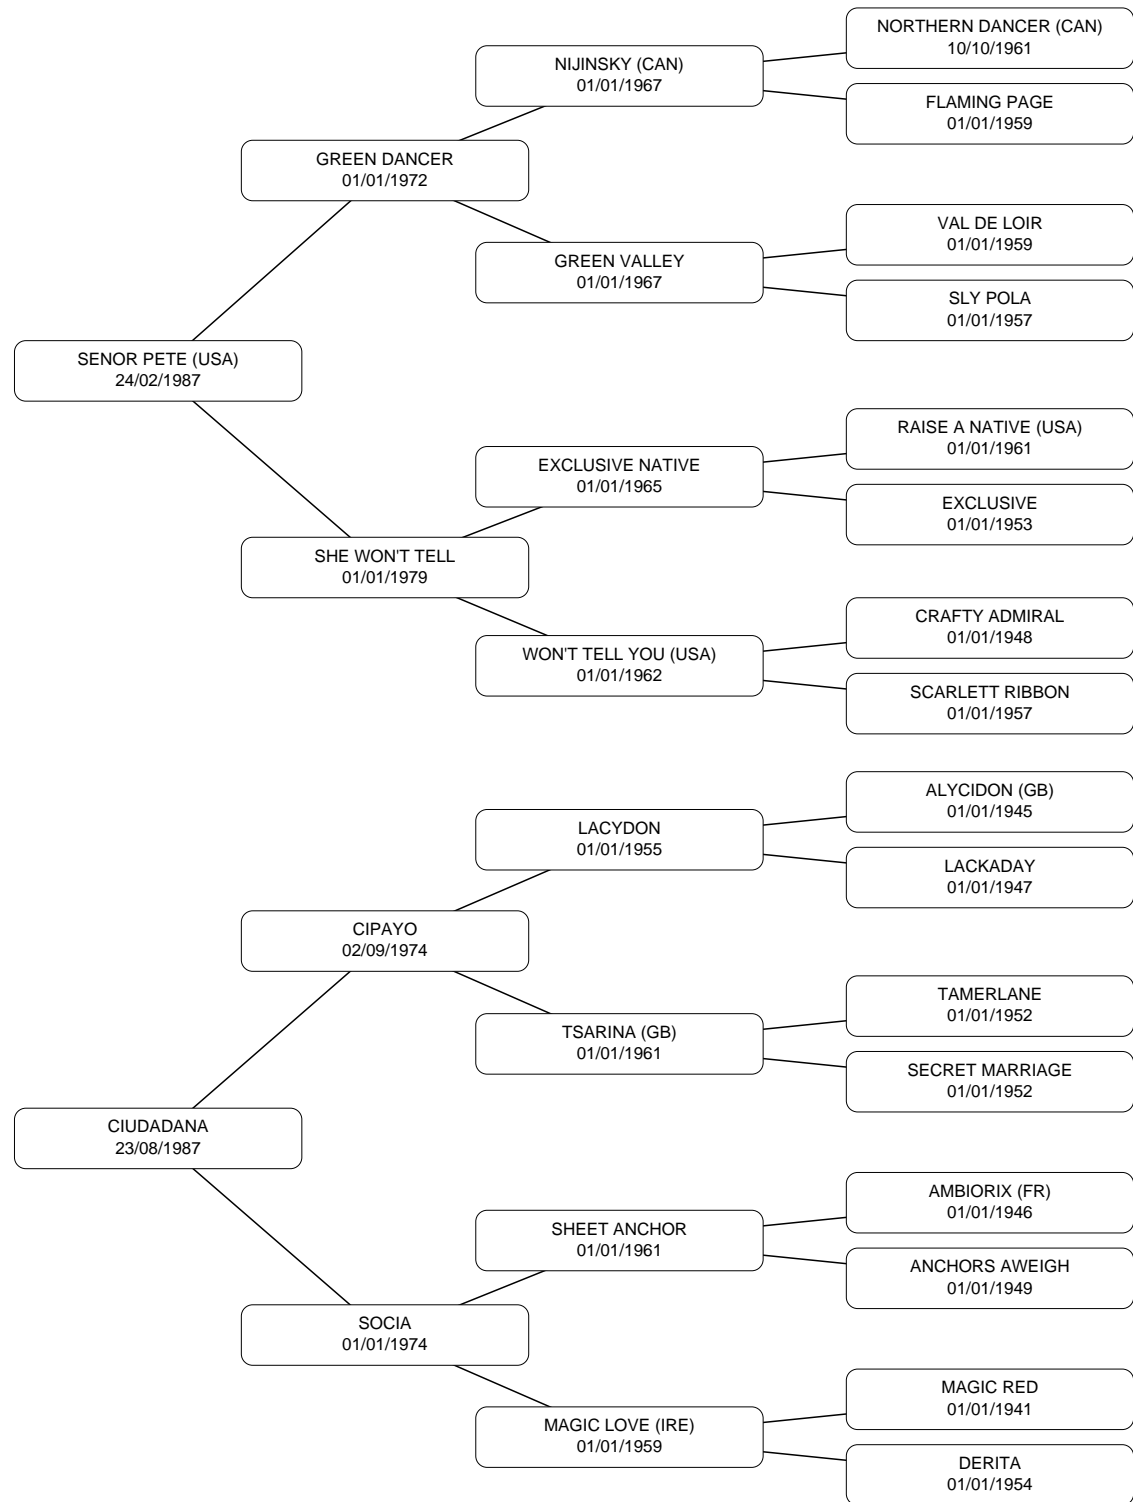 NORTHERN DANCER (CAN)
10/10/1961
NIJINSKY (CAN)
01/01/1967
FLAMING PAGE
01/01/1959
GREEN DANCER
01/01/1972
VAL DE LOIR
01/01/1959
GREEN VALLEY
01/01/1967
SLY POLA
01/01/1957
SENOR PETE (USA)
24/02/1987
RAISE A NATIVE (USA)
01/01/1961
EXCLUSIVE NATIVE
01/01/1965
EXCLUSIVE
01/01/1953
SHE WON'T TELL
01/01/1979
CRAFTY ADMIRAL
01/01/1948
WON'T TELL YOU (USA)
01/01/1962
SCARLETT RIBBON
01/01/1957
ALYCIDON (GB)
01/01/1945
LACYDON
01/01/1955
LACKADAY
01/01/1947
CIPAYO
02/09/1974
TAMERLANE
01/01/1952
TSARINA (GB)
01/01/1961
SECRET MARRIAGE
01/01/1952
CIUDADANA
23/08/1987
AMBIORIX (FR)
01/01/1946
SHEET ANCHOR
01/01/1961
ANCHORS AWEIGH
01/01/1949
SOCIA
01/01/1974
MAGIC RED
01/01/1941
MAGIC LOVE (IRE)
01/01/1959
DERITA
01/01/1954